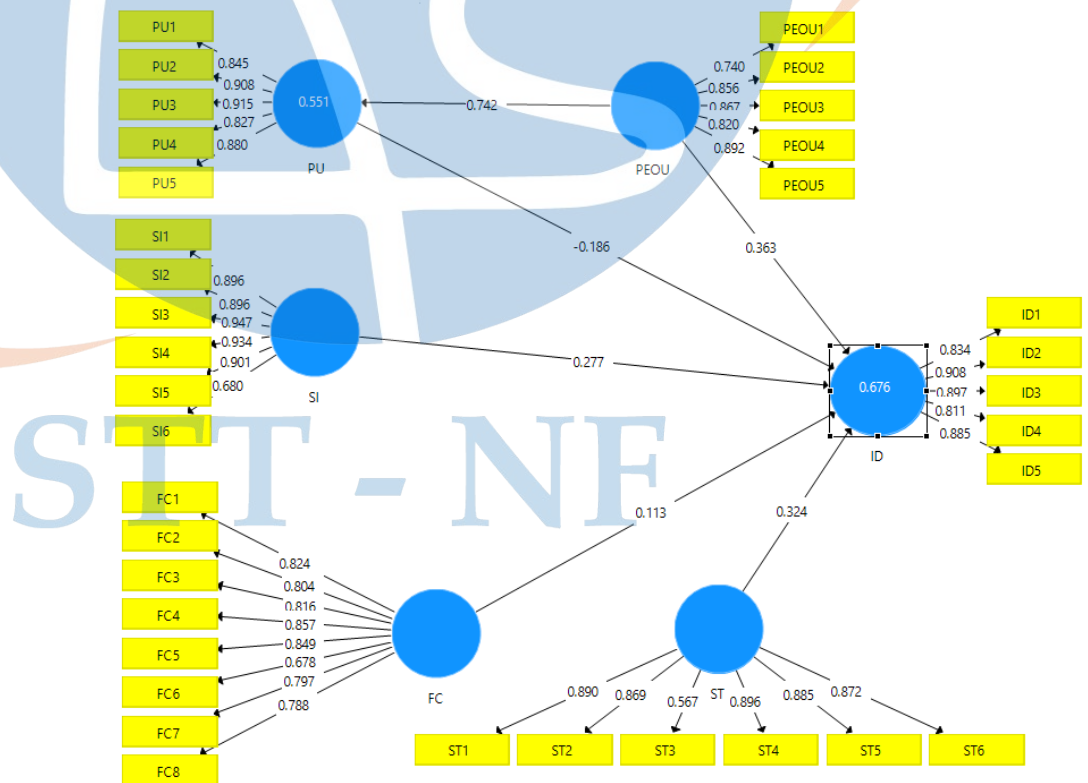 PU1
PU2
PU3
PU4
PU5
0.845
0.908
0.915
0.827
0.880
0.551
PU
0.742
PEOU
PEOU1
PEOU2
PEOU3
PEOU4
PEOU5
0.740
0.856
0.867
0.820
0.892
-0.186
0.363
SI1
SI2
SI3
SI4
SI5
SI6
0.896
0.896
0.947
0.934
0.901
0.680
SI
0.277
0.676
ID
ID1
ID2
ID3
ID4
ID5
0.834
0.908
0.897
0.811
0.885
STT - NF
FC1
FC2
FC3
FC4
FC5
FC6
FC7
FC8
0.824
0.804
0.816
0.857
0.849
0.678
0.797
0.788
FC
0.113
0.324
ST
0.890
0.869
0.567
0.896
0.885
0.872
ST1
ST2
ST3
ST4
ST5
ST6